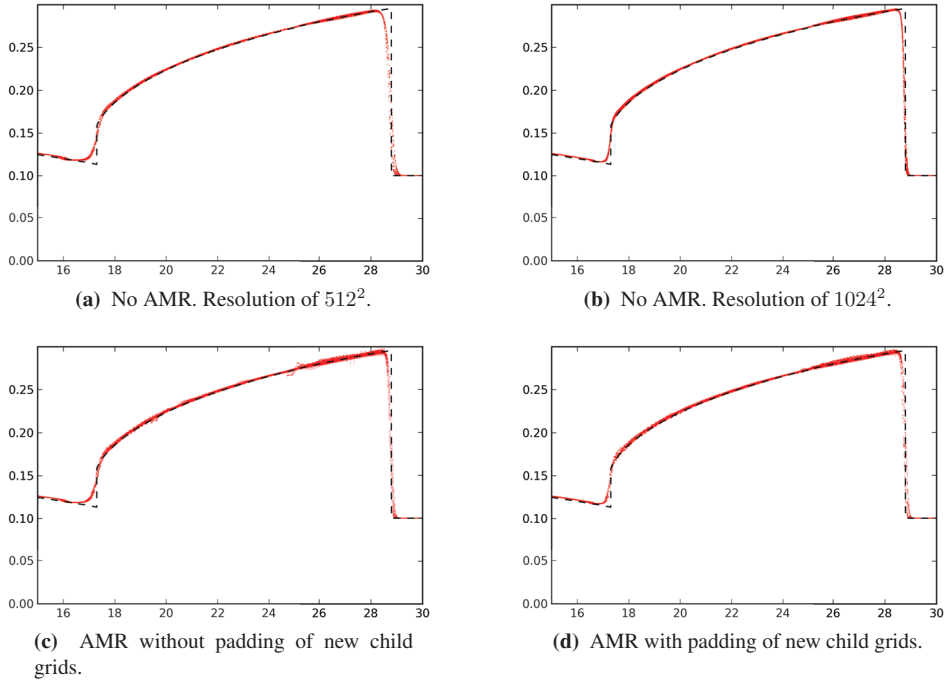 0.25
0.20
0.15
0.10
0.05
0.00
16 18 20 22 24 26 28 30
(a) No AMR. Resolution of 512².
0.25
0.20
0.15
0.10
0.05
0.00
16 18 20 22 24 26 28 30
(b) No AMR. Resolution of 1024².
0.25
0.20
0.15
0.10
0.05
0.00
16 18 20 22 24 26 28 30
(c) AMR without padding of new child
grids.
0.25
0.20
0.15
0.10
0.05
0.00
16 18 20 22 24 26 28 30
(d) AMR with padding of new child grids.